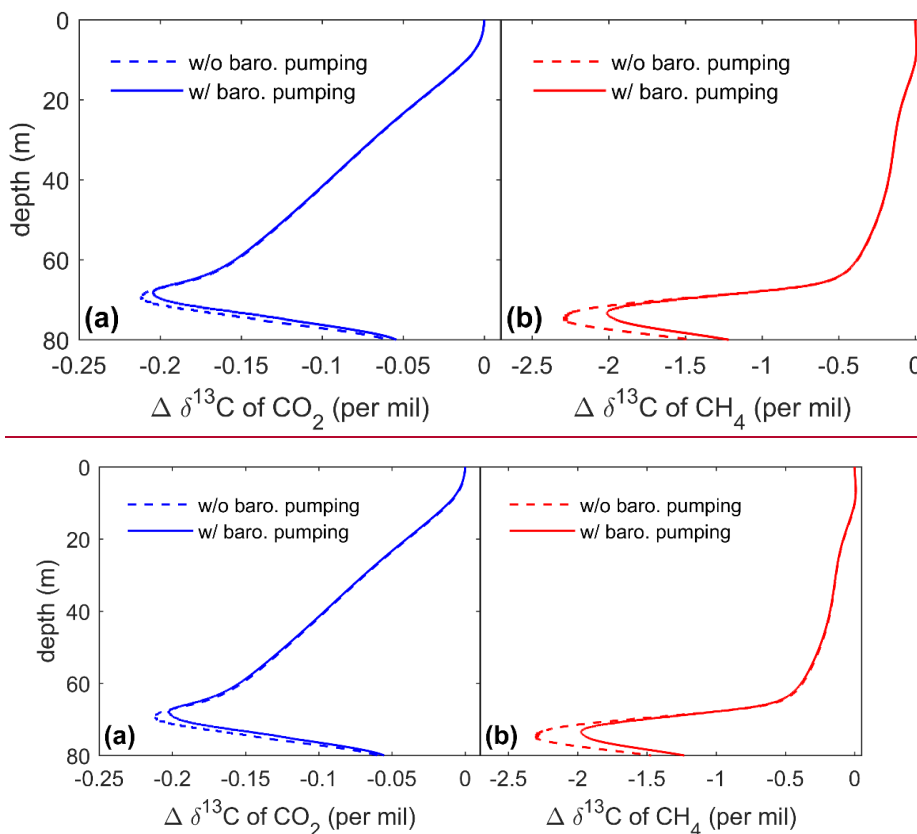 0
20
40
60
80
depth (m)
w/o baro. pumping
w/ baro. pumping
(a)
-0.25 -0.2 -0.15 -0.1 -0.05 0
Δ δ¹³C of CO₂ (per mil)
w/o baro. pumping
w/ baro. pumping
(b)
-2.5 -2 -1.5 -1 -0.5 0
Δ δ¹³C of CH₄ (per mil)
0
20
40
60
80
depth (m)
w/o baro. pumping
w/ baro. pumping
(a)
-0.25 -0.2 -0.15 -0.1 -0.05 0
Δ δ¹³C of CO₂ (per mil)
w/o baro. pumping
w/ baro. pumping
(b)
-2.5 -2 -1.5 -1 -0.5 0
Δ δ¹³C of CH₄ (per mil)